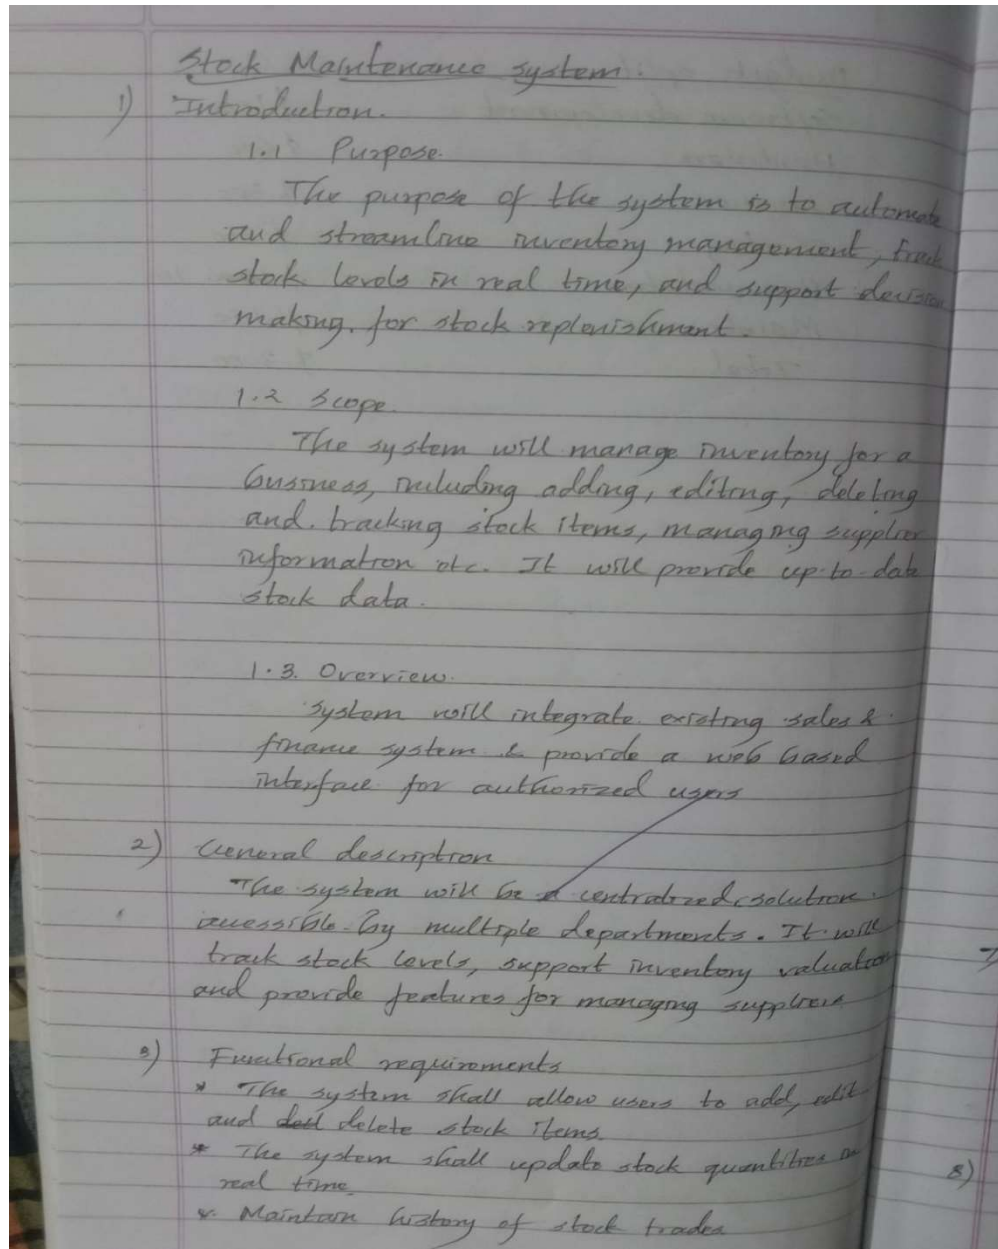 Stock Maintenance system
1) Introduction.
1.1 Purpose.
The purpose of the system is to automate
and streamline inventory management, track
stock levels in real time, and support decision
making, for stock replenishment.
1.2 Scope.
The system will manage inventory for a
business, including adding, editing, deleting
and tracking stock items, managing supplier
information etc. It will provide up-to-date
stock data.
1.3. Overview.
System will integrate existing sales &
finance system & provide a web based
interface for authorized users
2) General description
The system will be a centralized solution
accessible by multiple departments. It will
track stock levels, support inventory valuation
and provide features for managing suppliers
3) Functional requirements
* The system shall allow users to add, edit
and delete stock items.
* The system shall update stock quantities in
real time.
* Maintain history of stock trades
8)